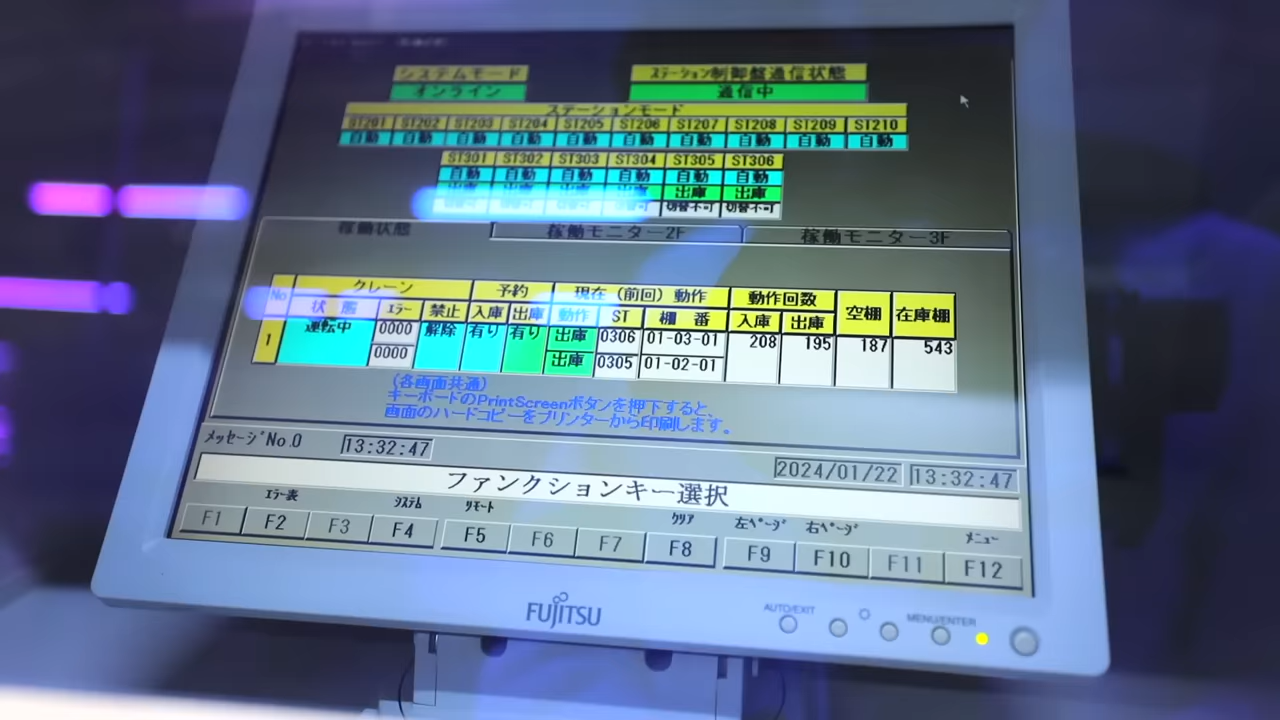 システムモード ステーション制御盤通信状態
オンライン 通信中
ステーションモード
ST201 ST202 ST203 ST204 ST205 ST206 ST207 ST208 ST209 ST210
自動 自動 自動 自動 自動 自動 自動 自動 自動 自動
ST301 ST302 ST303 ST304 ST305 ST306
自動 自動 自動 自動 自動 自動
出庫 出庫 出庫 出庫 出庫 出庫
切替不可 切替不可
稼働状態 稼働モニター2F 稼働モニター3F
No クレーン 予約 現在(前回)動作 動作回数 空棚 在庫棚
状態 エラー 禁止 入庫 出庫 動作 ST 棚番 入庫 出庫
1 運転中 0000 解除 有り 有り 出庫 0306 01-03-01 208 195 187 543
0000 出庫 0305 01-02-01
(各画面共通)
キーボードのPrintScreenボタンを押下すると、
画面のハードコピーをプリンターから印刷します。
メッセージNo.0 13:32:47 2024/01/22 13:32:47
ファンクションキー選択
エラー表 システム リモート クリア 左ページ 右ページ メニュー
F1 F2 F3 F4 F5 F6 F7 F8 F9 F10 F11 F12
FUJITSU
AUTO/EXIT MENU/ENTER